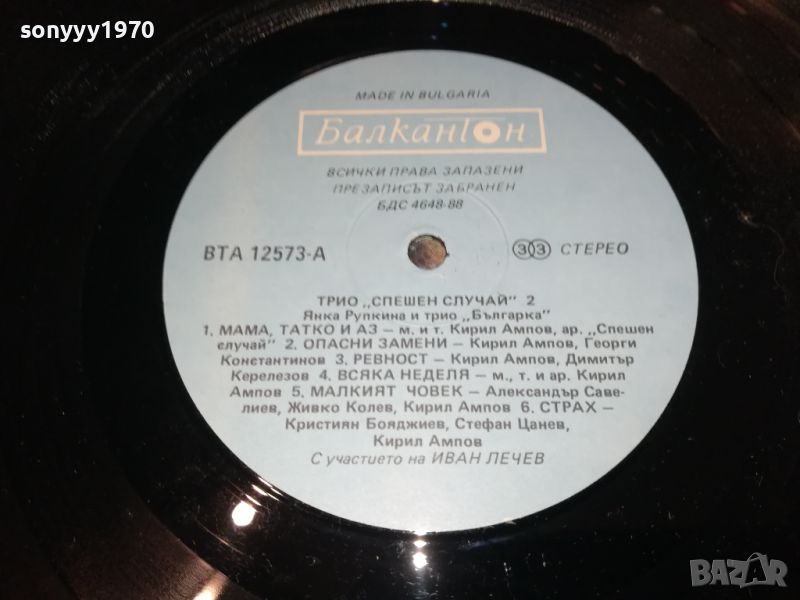 sonyyy1970
MADE IN BULGARIA
Балкантон
ВСИЧКИ ПРАВА ЗАПАЗЕНИ
ПРЕЗАПИСЪТ ЗАБРАНЕН
БДС 4648-88
ВТА 12573-А
33 СТЕРЕО
ТРИО „СПЕШЕН СЛУЧАЙ" 2
Янка Рупкина и трио „Българка"
1. МАМА, ТАТКО И АЗ — м. и т. Кирил Ампов, ар. „Спешен
случай" 2. ОПАСНИ ЗАМЕНИ — Кирил Ампов, Георги
Константинов 3. РЕВНОСТ — Кирил Ампов, Димитър
Керелезов 4. ВСЯКА НЕДЕЛЯ — м., т. и ар. Кирил
Ампов 5. МАЛКИЯТ ЧОВЕК — Александър Саве-
лиев, Живко Колев, Кирил Ампов 6. СТРАХ —
Кристиян Бояджиев, Стефан Цанев,
Кирил Ампов
С участието на ИВАН ЛЕЧЕВ
BAZAR